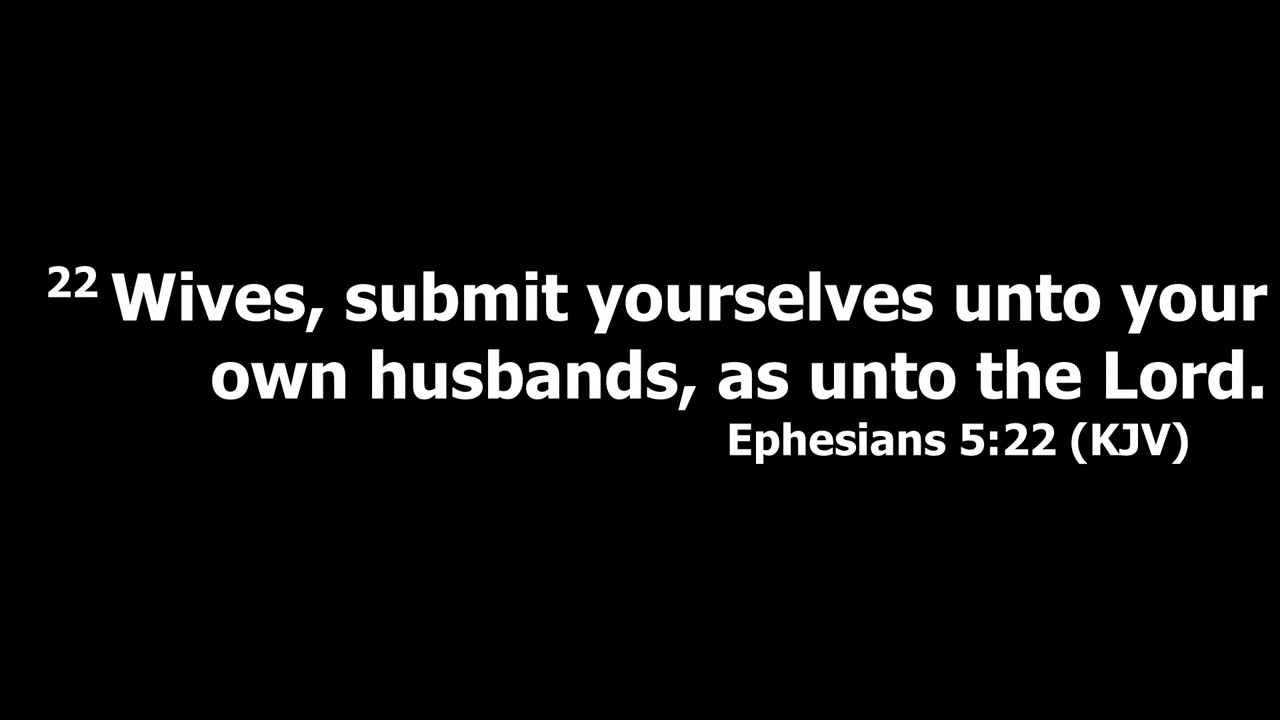 22 Wives, submit yourselves unto your
own husbands, as unto the Lord.
Ephesians 5:22 (KJV)